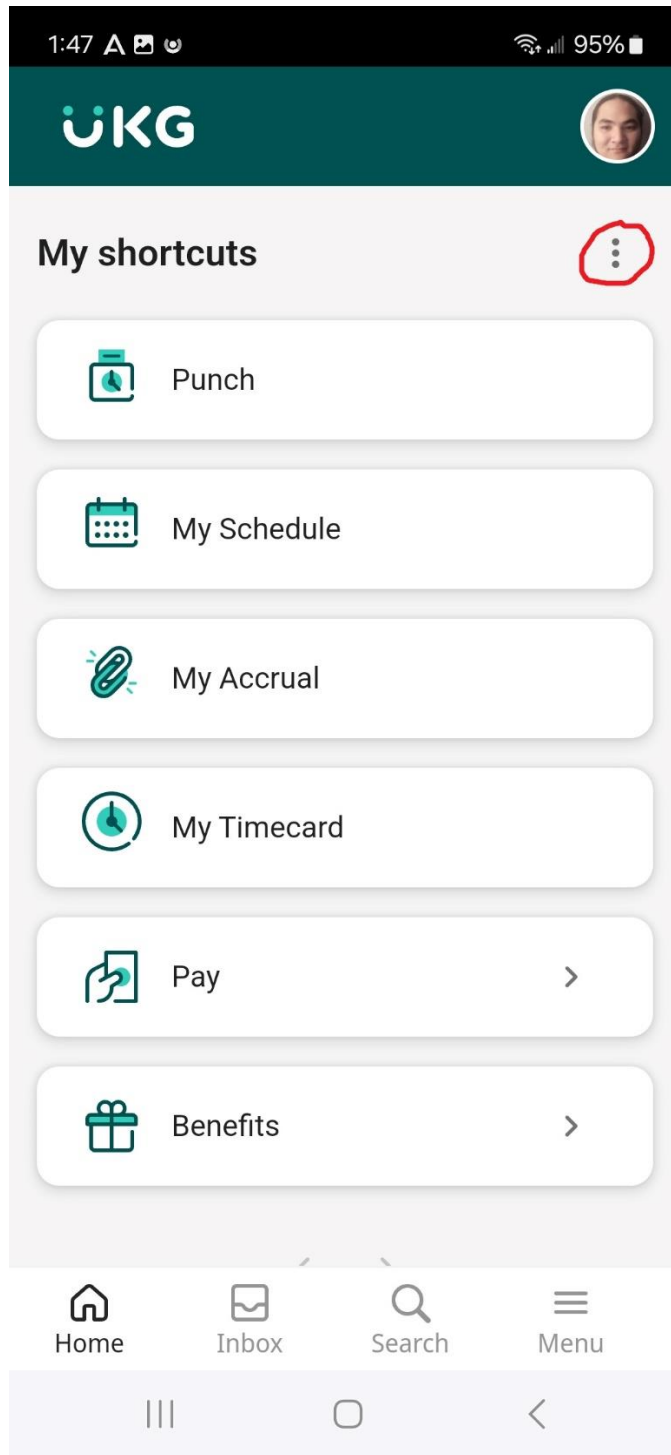 1:47 95%
UKG
My shortcuts
Punch
My Schedule
My Accrual
My Timecard
Pay
Benefits
Home Inbox Search Menu